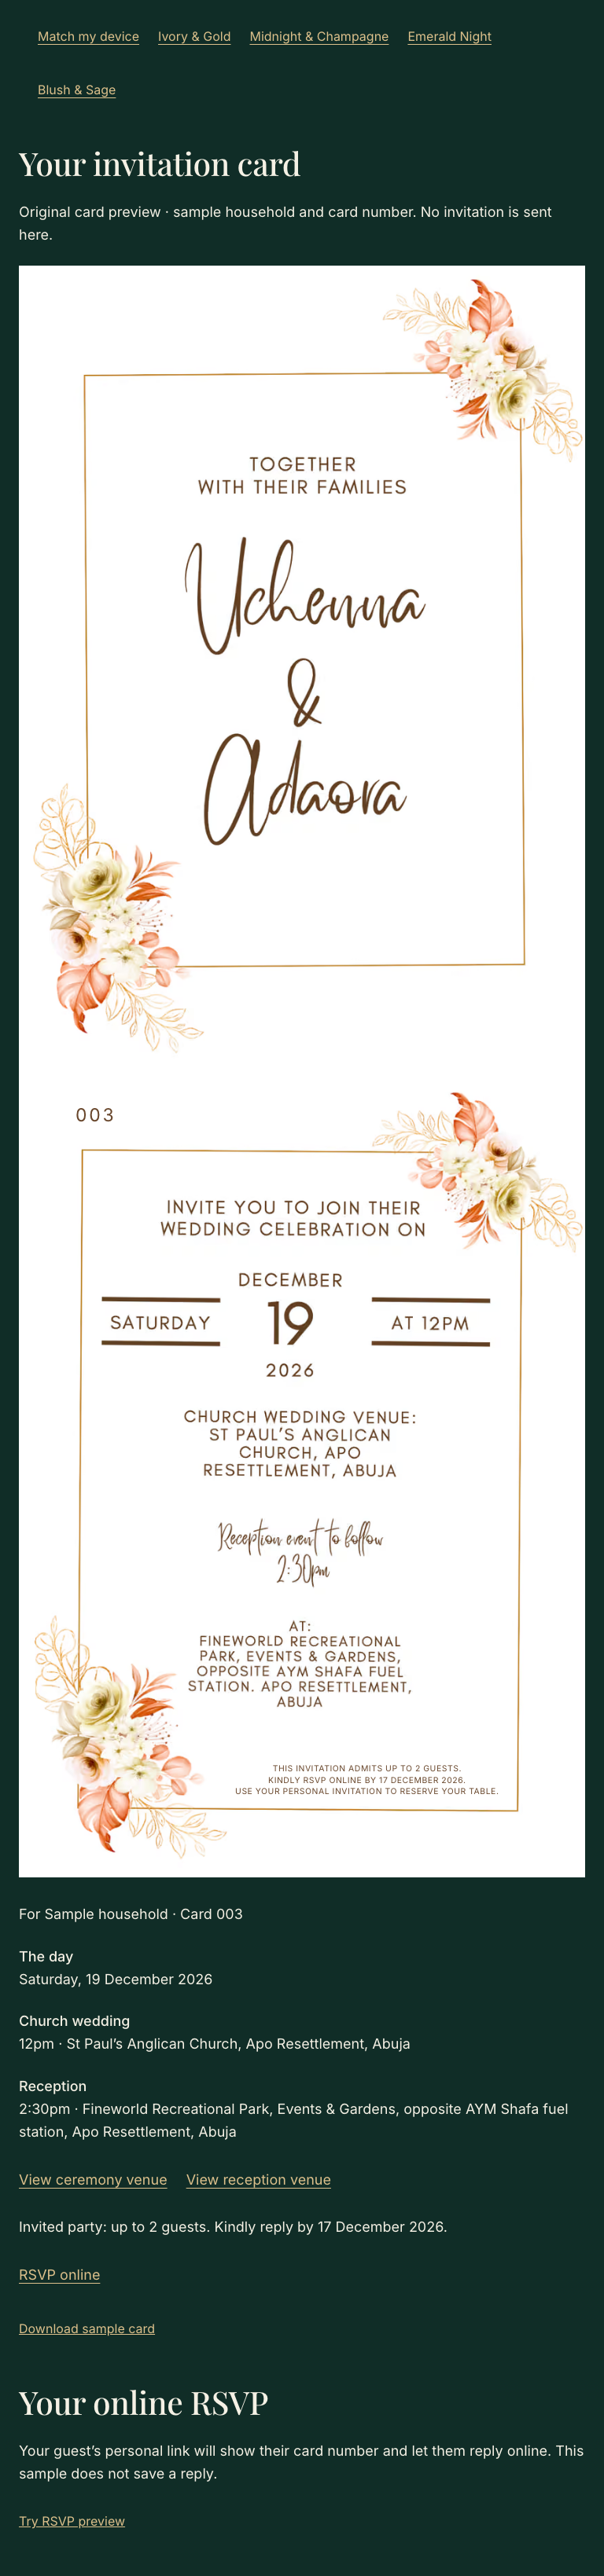 Match my device Ivory & Gold Midnight & Champagne Emerald Night
Blush & Sage
Your invitation card
Original card preview · sample household and card number. No invitation is sent
here.
TOGETHER
WITH THEIR FAMILIES
Uchenna
&
Adaora
003
INVITE YOU TO JOIN THEIR
WEDDING CELEBRATION ON
DECEMBER
SATURDAY 19 AT 12PM
2026
CHURCH WEDDING VENUE:
ST PAUL'S ANGLICAN
CHURCH, APO
RESETTLEMENT, ABUJA
Reception event to follow
2:30pm
AT:
FINEWORLD RECREATIONAL
PARK, EVENTS & GARDENS,
OPPOSITE AYM SHAFA FUEL
STATION. APO RESETTLEMENT,
ABUJA
THIS INVITATION ADMITS UP TO 2 GUESTS.
KINDLY RSVP ONLINE BY 17 DECEMBER 2026.
USE YOUR PERSONAL INVITATION TO RESERVE YOUR TABLE.
For Sample household · Card 003
The day
Saturday, 19 December 2026
Church wedding
12pm · St Paul’s Anglican Church, Apo Resettlement, Abuja
Reception
2:30pm · Fineworld Recreational Park, Events & Gardens, opposite AYM Shafa fuel
station, Apo Resettlement, Abuja
View ceremony venue View reception venue
Invited party: up to 2 guests. Kindly reply by 17 December 2026.
RSVP online
Download sample card
Your online RSVP
Your guest’s personal link will show their card number and let them reply online. This
sample does not save a reply.
Try RSVP preview